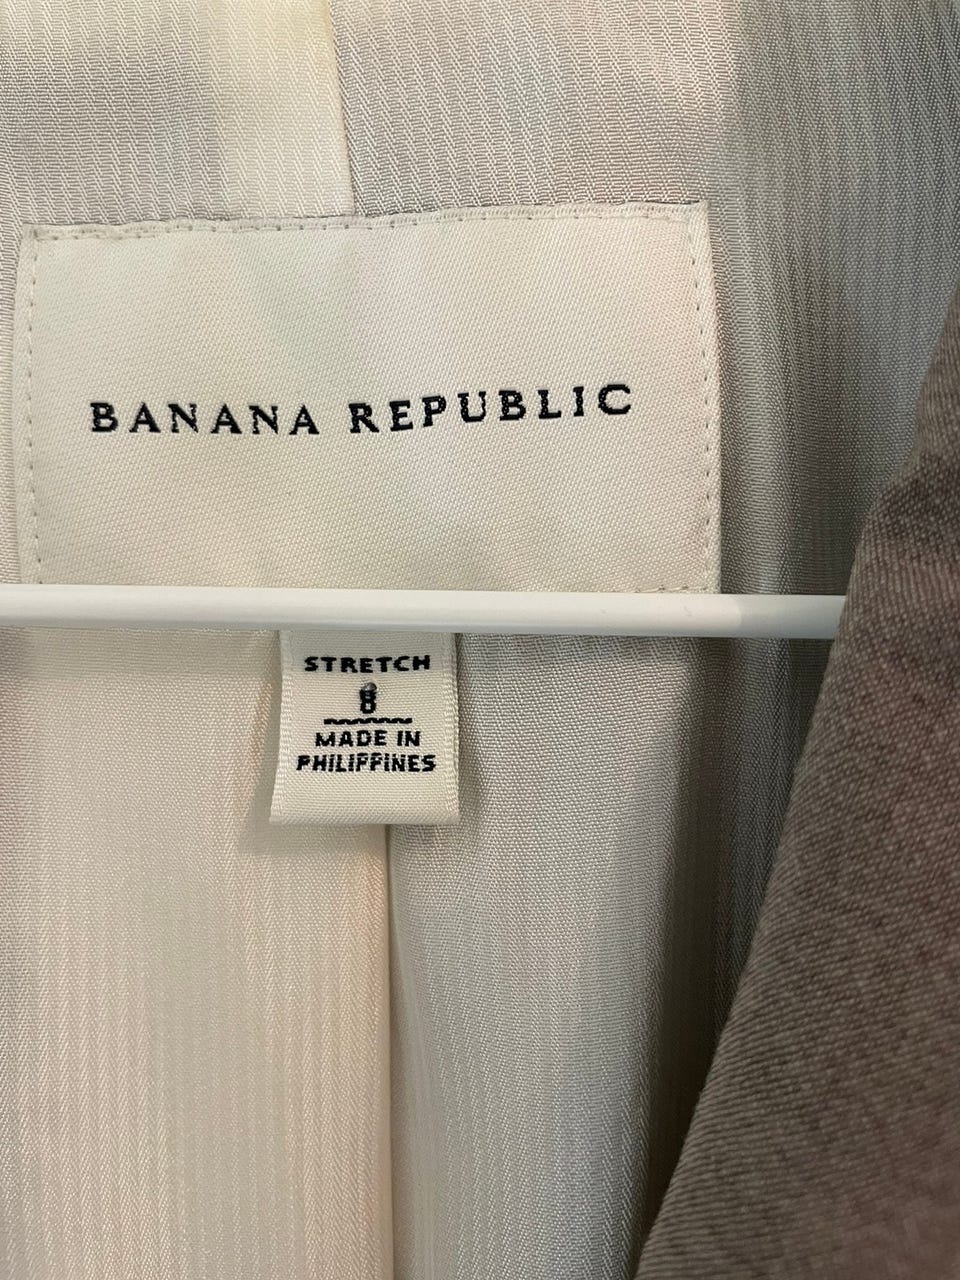 BANANA REPUBLIC
STRETCH
8
MADE IN
PHILIPPINES